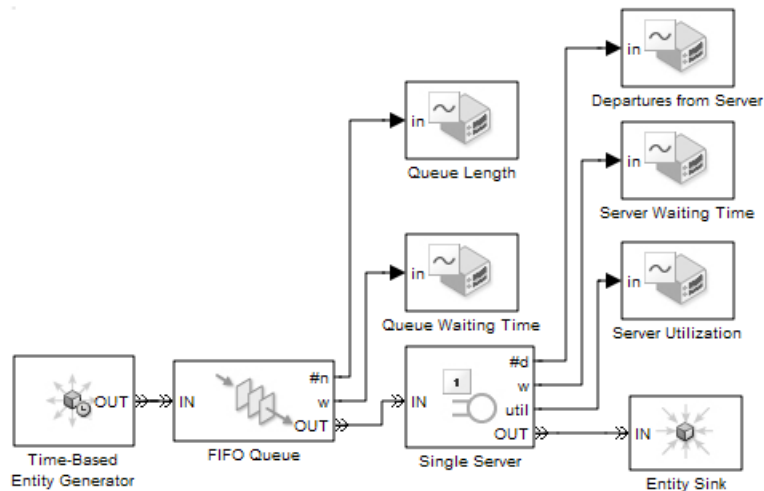 in
Departures from Server
in
Queue Length
in
Server Waiting Time
in
Queue Waiting Time
in
Server Utilization
OUT
Time-Based
Entity Generator
IN
#n
w
OUT
FIFO Queue
1
IN
#d
w
util
OUT
Single Server
IN
Entity Sink